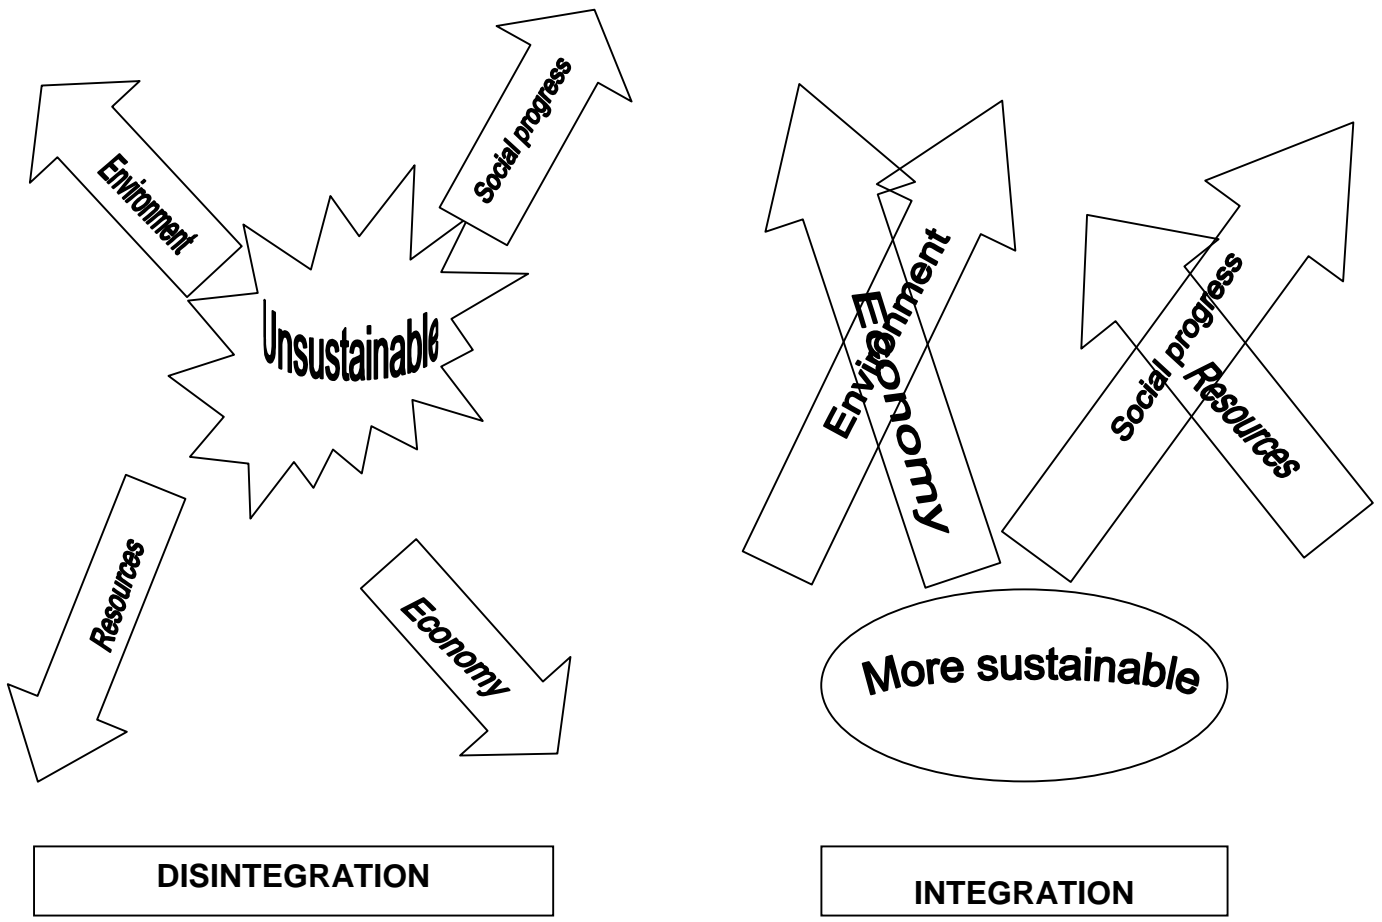 Environment
Social progress
Unsustainable
Resources
Economy
DISINTEGRATION
Environment
Economy
Social progress
Resources
More sustainable
INTEGRATION